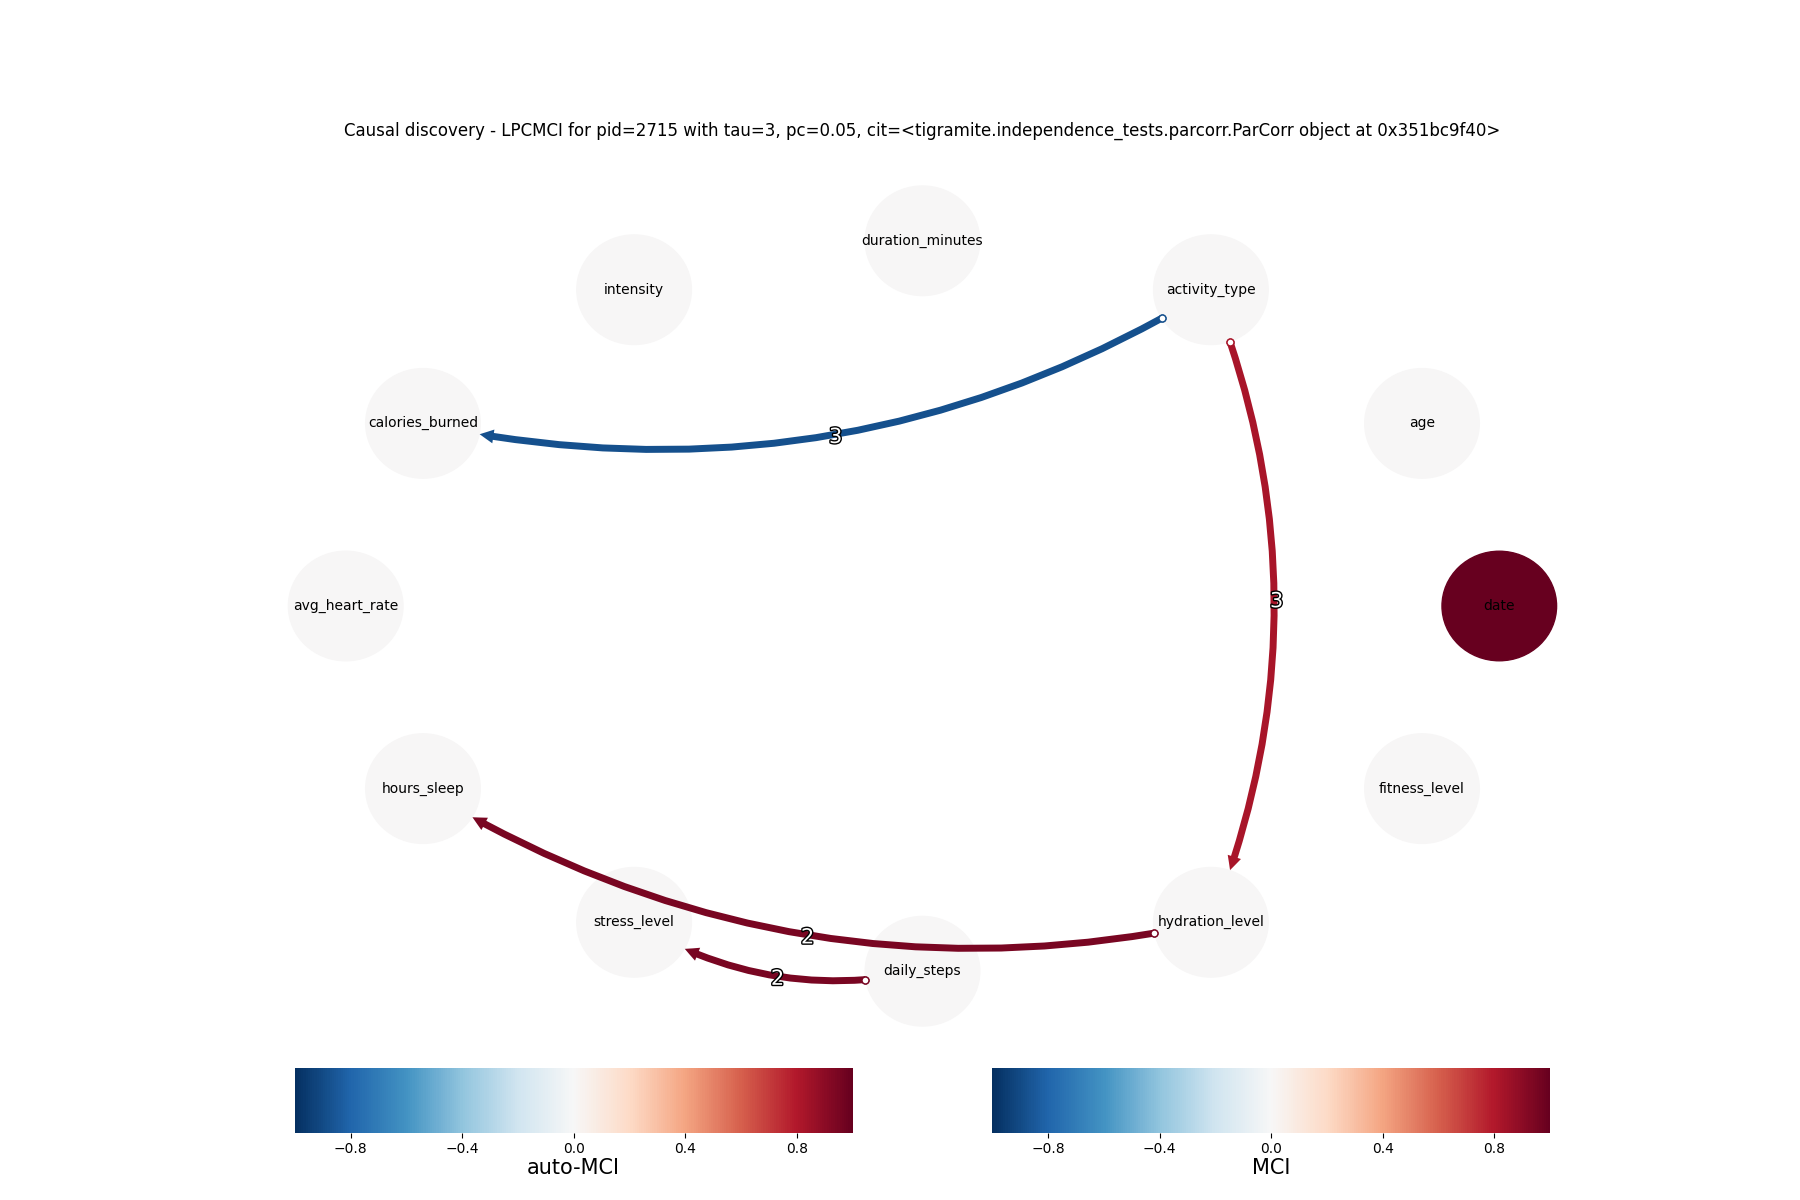 Causal discovery - LPCMCI for pid=2715 with tau=3, pc=0.05, cit=<tigramite.independence_tests.parcorr.ParCorr object at 0x351bc9f40>
duration_minutes
intensity
activity_type
calories_burned
age
3
3
avg_heart_rate
date
hours_sleep
fitness_level
stress_level
hydration_level
2
daily_steps
2
−0.8 −0.4 0.0 0.4 0.8
auto-MCI
−0.8 −0.4 0.0 0.4 0.8
MCI